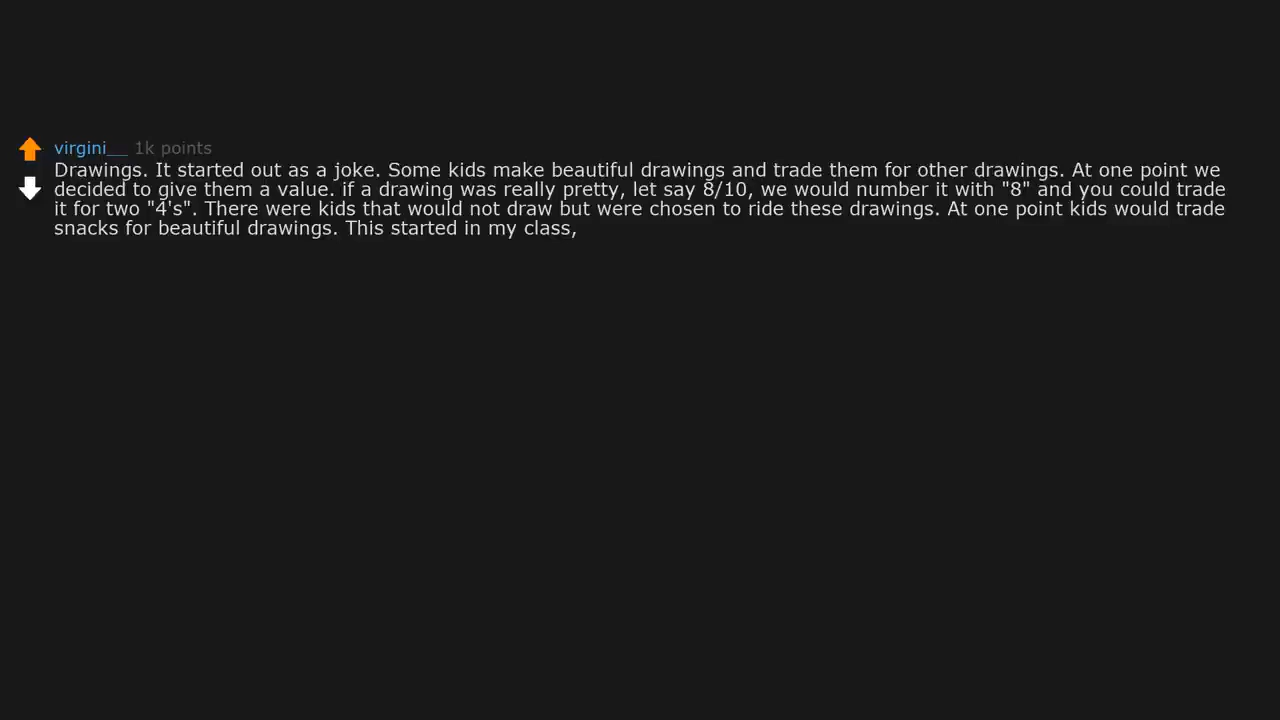 virgini__ 1k points
Drawings. It started out as a joke. Some kids make beautiful drawings and trade them for other drawings. At one point we
decided to give them a value. if a drawing was really pretty, let say 8/10, we would number it with "8" and you could trade
it for two "4's". There were kids that would not draw but were chosen to ride these drawings. At one point kids would trade
snacks for beautiful drawings. This started in my class,